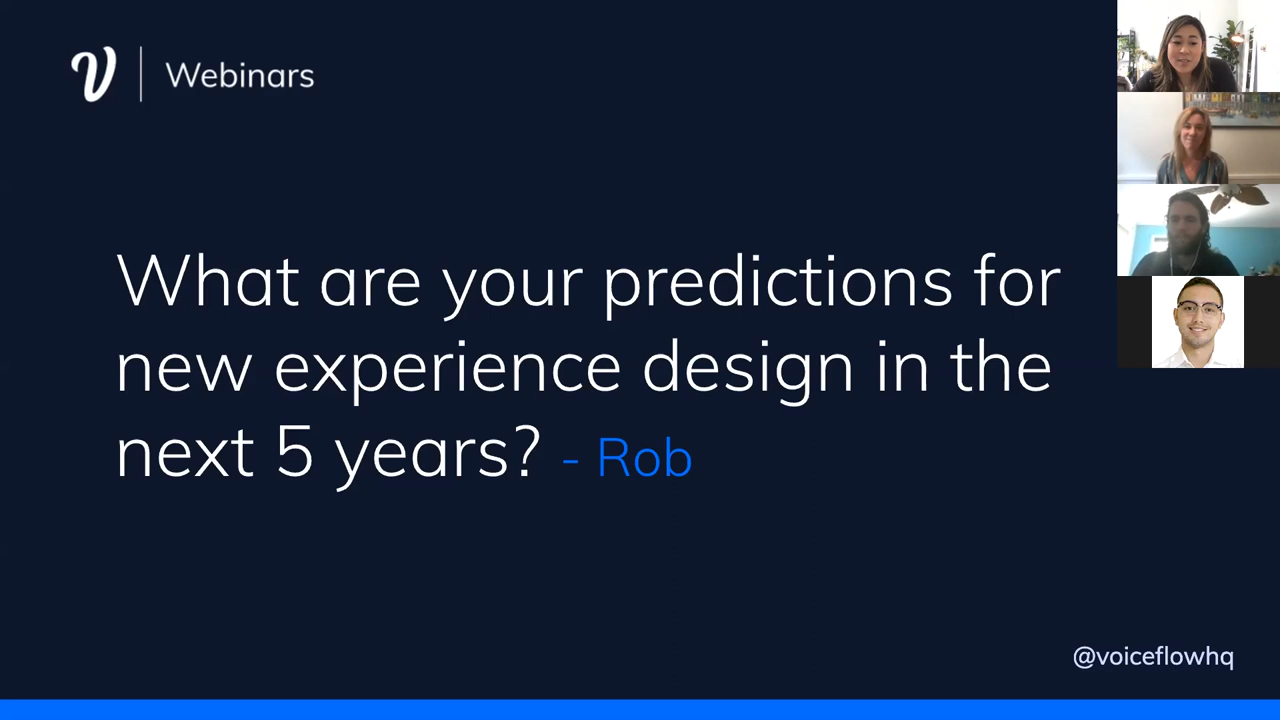 V | Webinars
What are your predictions for
new experience design in the
next 5 years? - Rob
@voiceflowhq